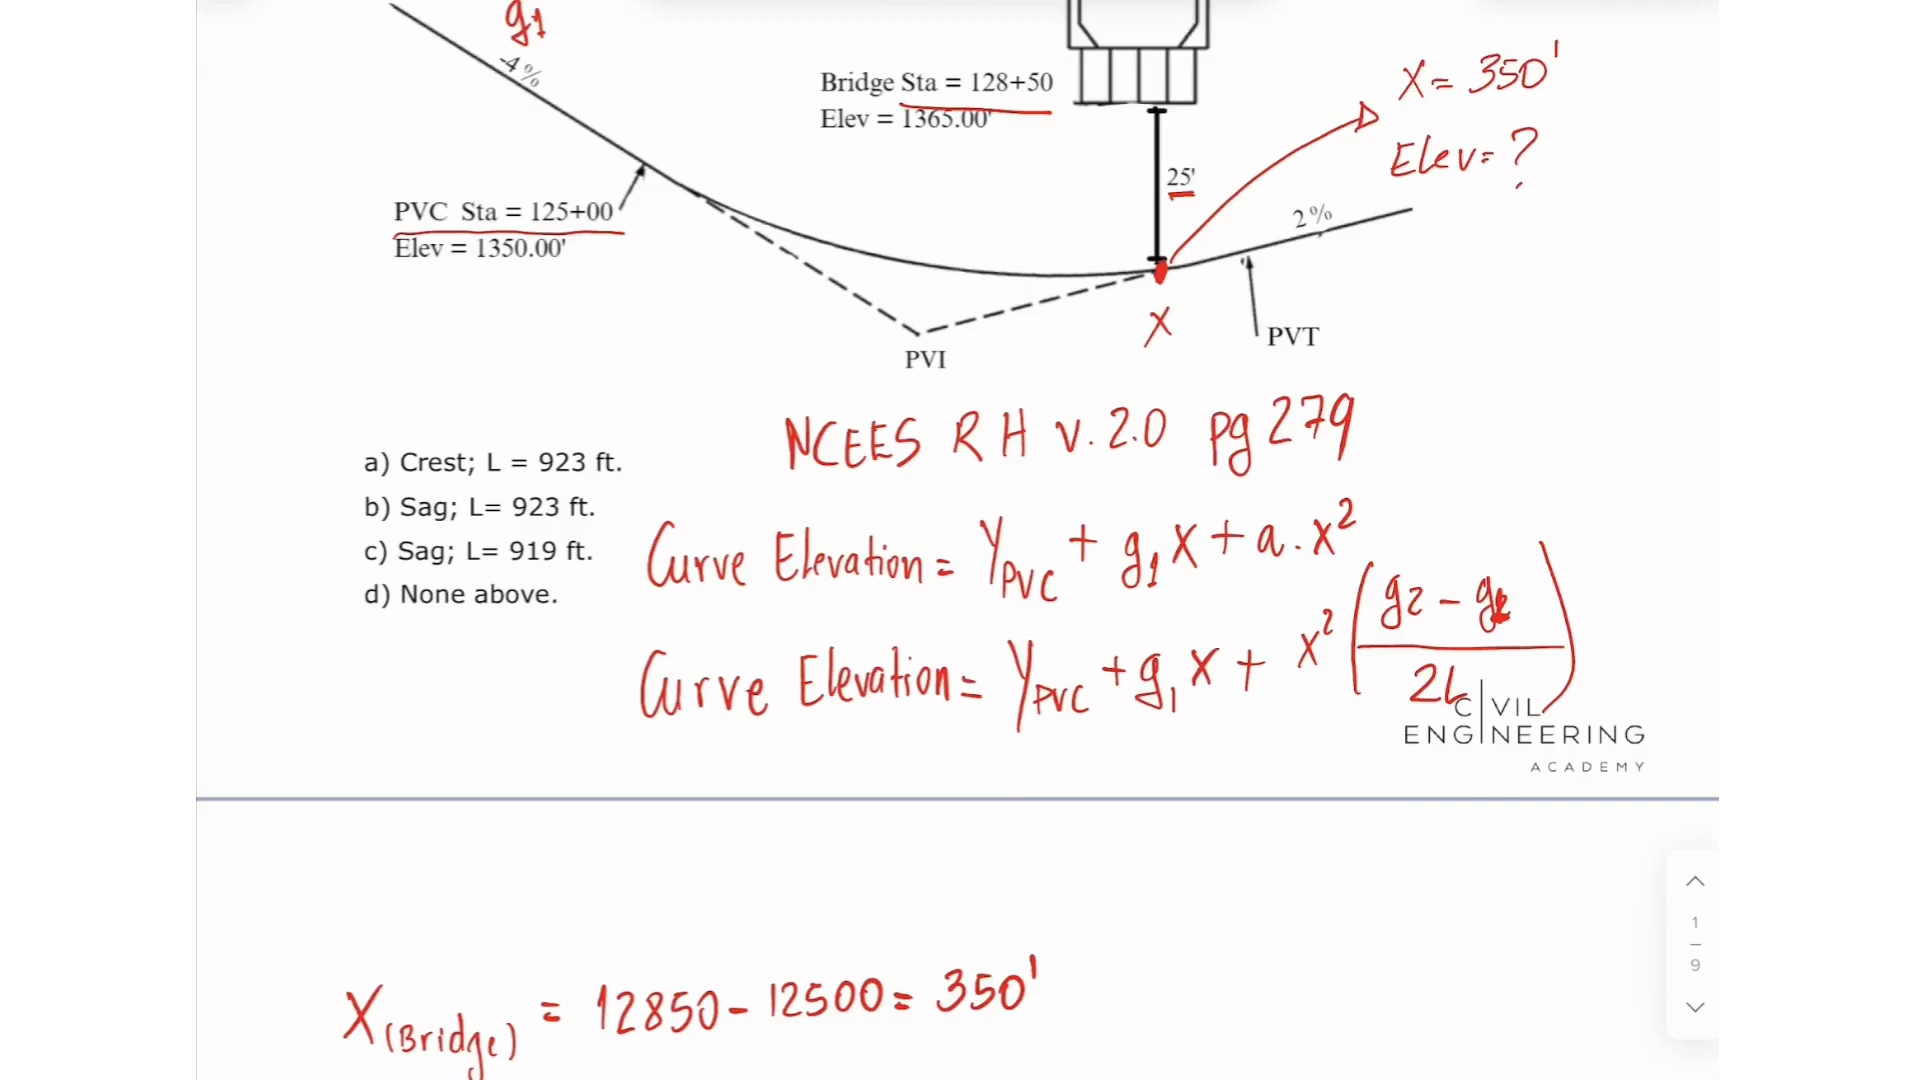 g1
-4%
Bridge Sta = 128+50
Elev = 1365.00'
X = 350'
Elev = ?
25'
2%
PVC Sta = 125+00
Elev = 1350.00'
X
PVT
PVI
NCEES RH v. 2.0 pg 279
a) Crest; L = 923 ft.
b) Sag; L= 923 ft.
c) Sag; L= 919 ft.
d) None above.
Curve Elevation = YPVC + g1 X + a . x²
Curve Elevation = YPVC + g1 X + X² (g2 - g1 / 2L)
CIVIL
ENGINEERING
ACADEMY
1
9
X(Bridge) = 12850 - 12500 = 350'